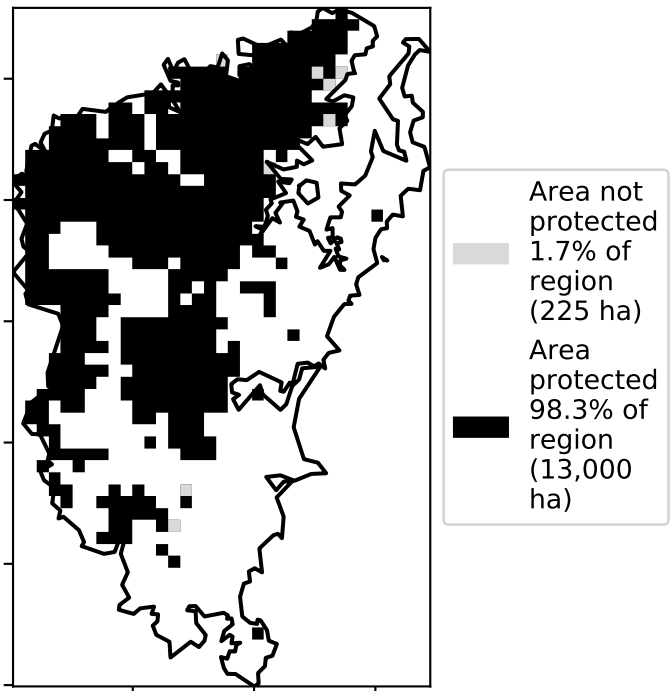 Area not
protected
1.7% of
region
(225 ha)
Area
protected
98.3% of
region
(13,000
ha)